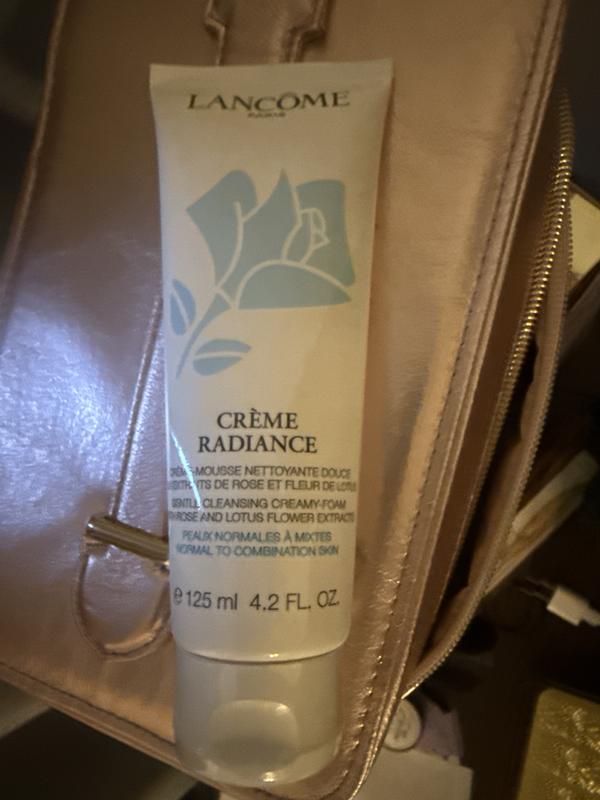 LANCÔME
PARIS
CRÈME
RADIANCE
CRÈME-MOUSSE NETTOYANTE DOUCE
EXTRAITS DE ROSE ET FLEUR DE LOTUS
GENTLE CLEANSING CREAMY-FOAM
ROSE AND LOTUS FLOWER EXTRACTS
PEAUX NORMALES À MIXTES
NORMAL TO COMBINATION SKIN
℮ 125 ml 4.2 FL. OZ.